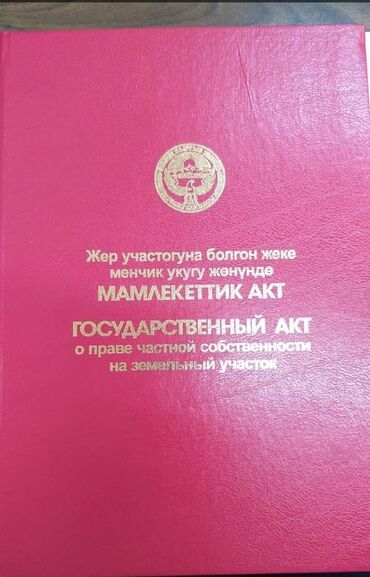 Жер участогуна болгон жеке
менчик укугу жөнүндө
МАМЛЕКЕТТИК АКТ
ГОСУДАРСТВЕННЫЙ АКТ
о праве частной собственности
на земельный участок